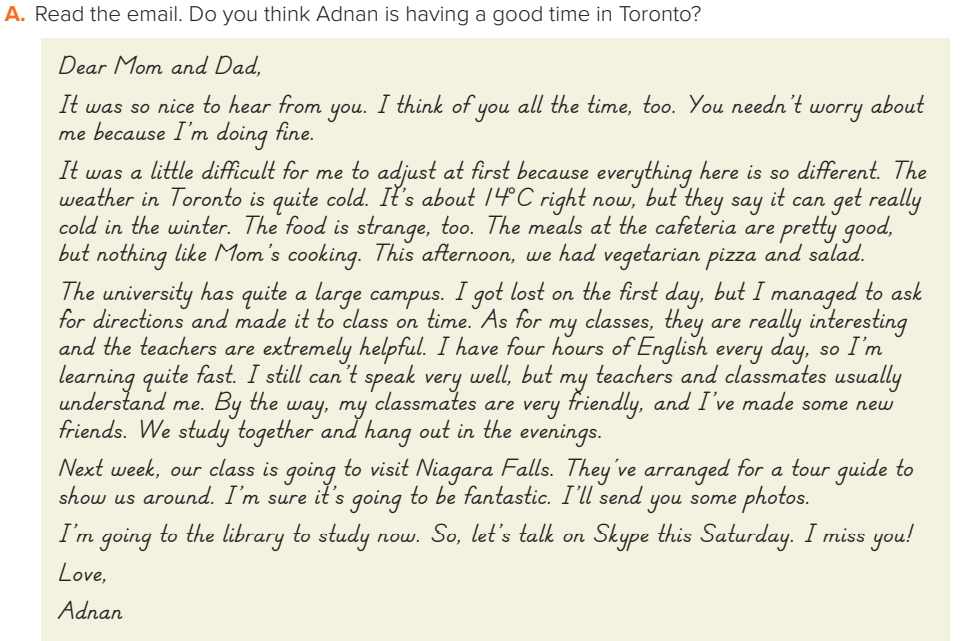 A. Read the email. Do you think Adnan is having a good time in Toronto?
Dear Mom and Dad,
It was so nice to hear from you. I think of you all the time, too. You needn't worry about
me because I'm doing fine.
It was a little difficult for me to adjust at first because everything here is so different. The
weather in Toronto is quite cold. It's about 14°C right now, but they say it can get really
cold in the winter. The food is strange, too. The meals at the cafeteria are pretty good,
but nothing like Mom's cooking. This afternoon, we had vegetarian pizza and salad.
The university has quite a large campus. I got lost on the first day, but I managed to ask
for directions and made it to class on time. As for my classes, they are really interesting
and the teachers are extremely helpful. I have four hours of English every day, so I'm
learning quite fast. I still can't speak very well, but my teachers and classmates usually
understand me. By the way, my classmates are very friendly, and I've made some new
friends. We study together and hang out in the evenings.
Next week, our class is going to visit Niagara Falls. They've arranged for a tour guide to
show us around. I'm sure it's going to be fantastic. I'll send you some photos.
I'm going to the library to study now. So, let's talk on Skype this Saturday. I miss you!
Love,
Adnan